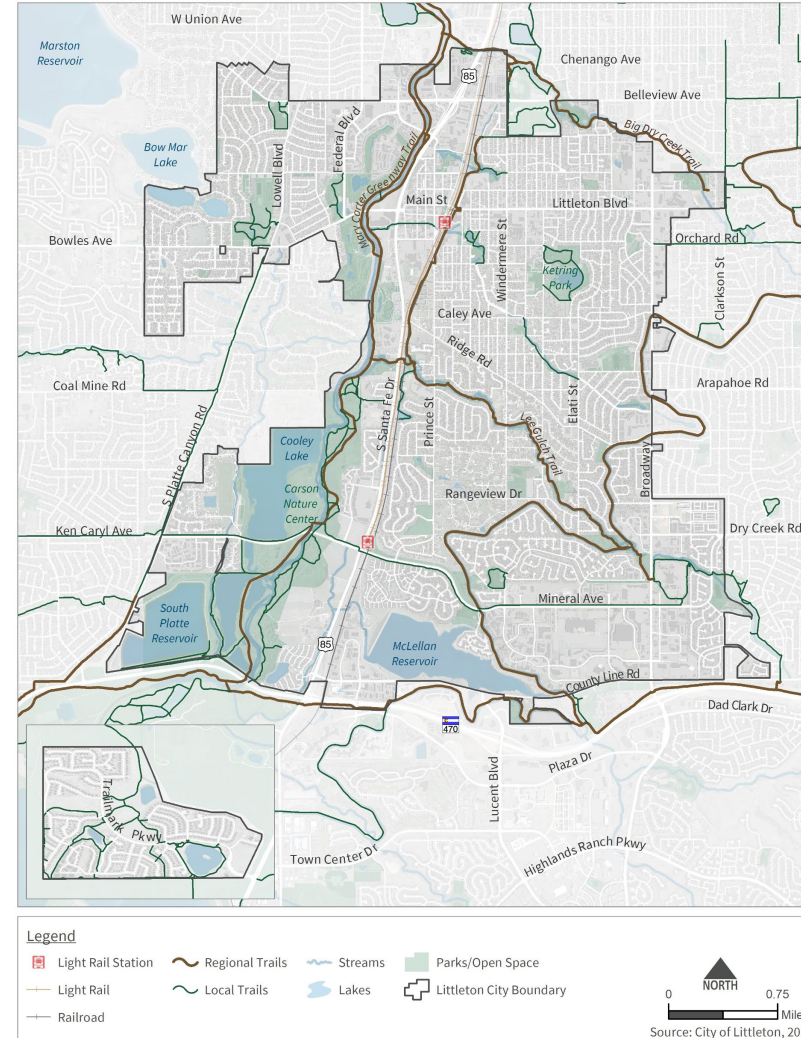 W Union Ave
Marston
Reservoir
Chenango Ave
85
Belleview Ave
Big Dry Creek Trail
Federal Blvd
Bow Mar
Lake
Lowell Blvd
Mary Carter Greenway Trail
Main St
Littleton Blvd
Bowles Ave
Windermere St
Orchard Rd
Ketring
Park
Clarkson St
Caley Ave
Ridge Rd
Coal Mine Rd
S Santa Fe Dr
Prince St
Elati St
Arapahoe Rd
S Platte Canyon Rd
Cooley
Lake
Lee Gulch Trail
Broadway
Carson
Nature
Center
Rangeview Dr
Ken Caryl Ave
Dry Creek Rd
South
Platte
Reservoir
Mineral Ave
85
McLellan
Reservoir
County Line Rd
Dad Clark Dr
470
Plaza Dr
Lucent Blvd
Trailmark Pkwy
Town Center Dr
Highlands Ranch Pkwy
Legend
Light Rail Station
Regional Trails
Streams
Parks/Open Space
Light Rail
Local Trails
Lakes
Littleton City Boundary
Railroad
NORTH
0 0.75
Mile
Source: City of Littleton, 20